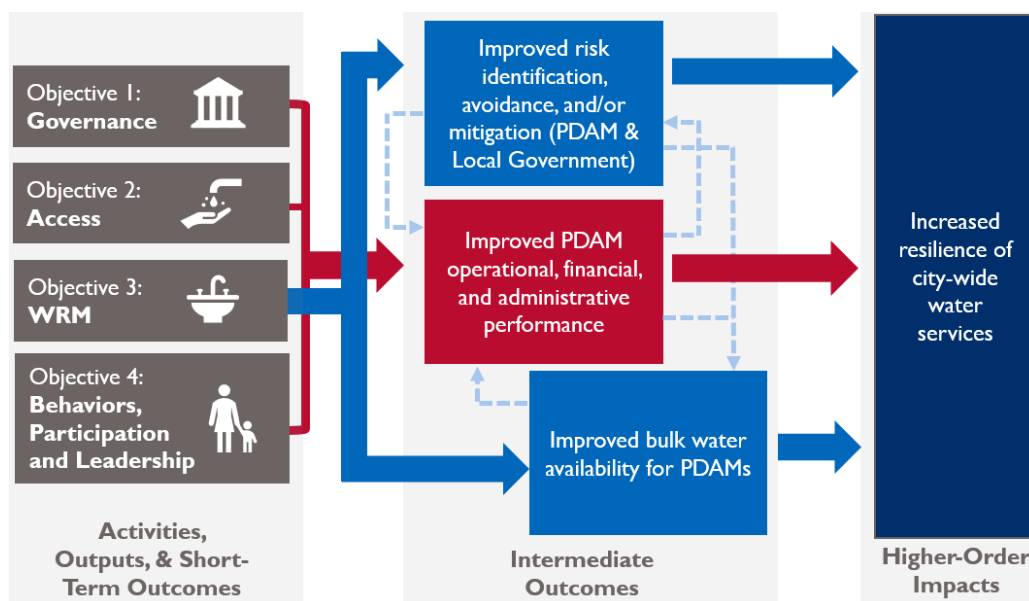 Objective 1:
Governance
Objective 2:
Access
Objective 3:
WRM
Objective 4:
Behaviors,
Participation
and Leadership
Activities,
Outputs, & Short-
Term Outcomes
Improved risk
identification,
avoidance, and/or
mitigation (PDAM &
Local Government)
Improved PDAM
operational, financial,
and administrative
performance
Improved bulk water
availability for PDAMs
Intermediate
Outcomes
Increased
resilience of
city-wide
water
services
Higher-Order
Impacts